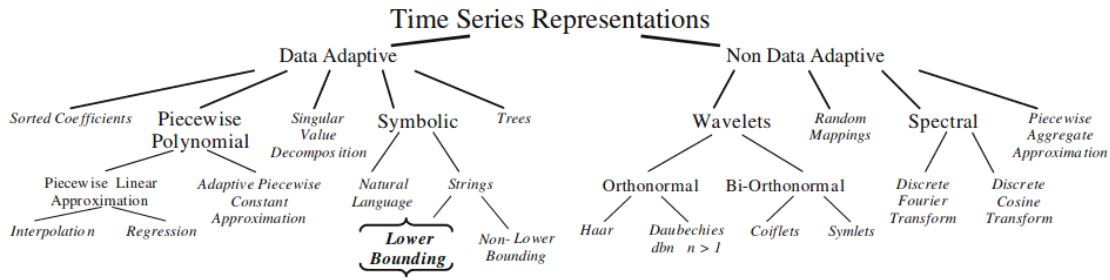 Time Series Representations
Data Adaptive
Non Data Adaptive
Sorted Coefficients
Piecewise
Polynomial
Singular
Value
Decomposition
Symbolic
Trees
Wavelets
Random
Mappings
Spectral
Piecewise
Aggregate
Approximation
Piecewise Linear
Approximation
Adaptive Piecewise
Constant
Approximation
Natural
Language
Strings
Orthonormal
Bi-Orthonormal
Discrete
Fourier
Transform
Discrete
Cosine
Transform
Interpolation
Regression
Lower
Bounding
Non- Lower
Bounding
Haar
Daubechies
dbn n > 1
Coiflets
Symlets